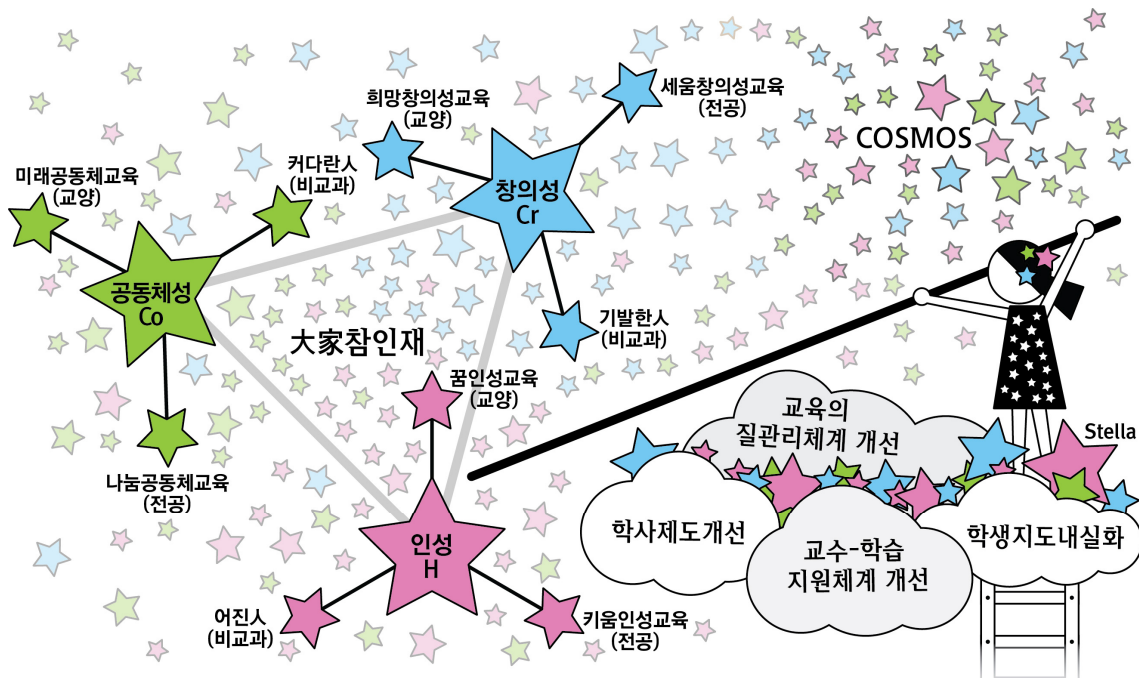 희망창의성교육
(교양)
세움창의성교육
(전공)
COSMOS
미래공동체교육
(교양)
커다란人
(비교과)
창의성
Cr
공동체성
Co
기발한人
(비교과)
大家참인재
꿈인성교육
(교양)
교육의
질관리체계 개선
Stella
나눔공동체교육
(전공)
인성
H
학사제도개선
교수-학습
지원체계 개선
학생지도내실화
어진人
(비교과)
키움인성교육
(전공)